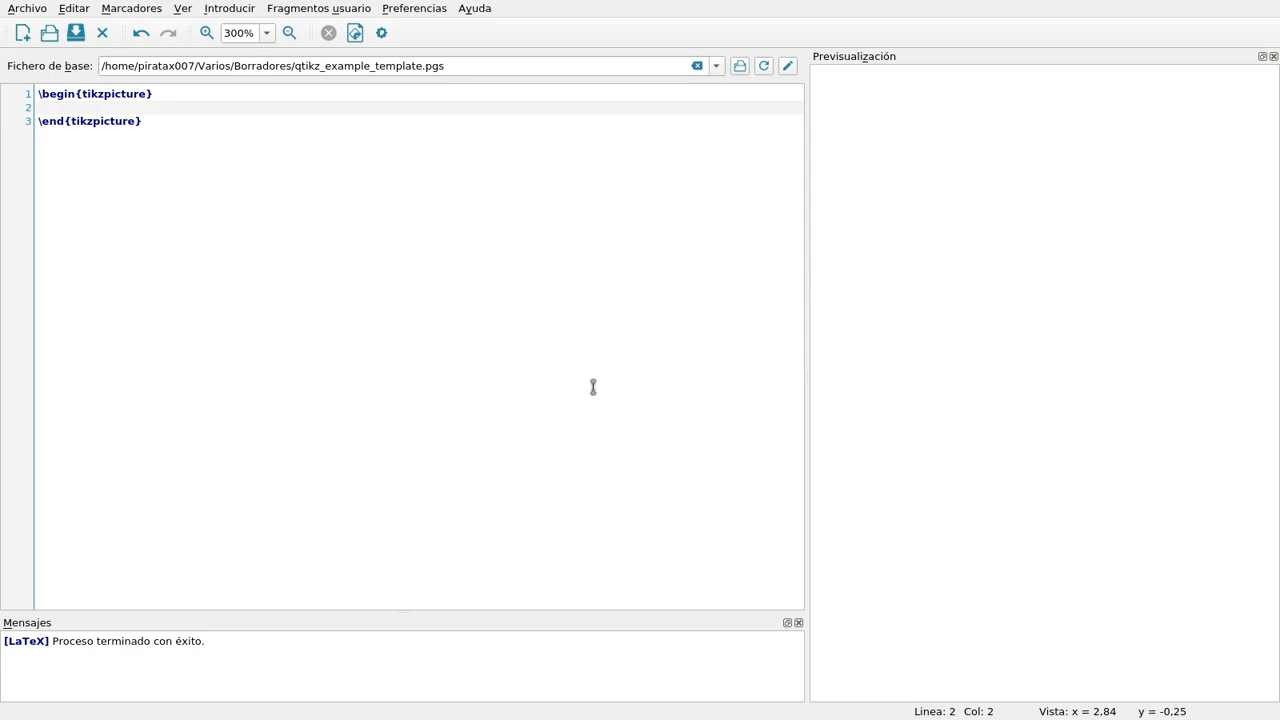 Archivo Editar Marcadores Ver Introducir Fragmentos usuario Preferencias Ayuda
300%
Fichero de base: /home/piratax007/Varios/Borradores/qtikz_example_template.pgs
Previsualización
1 \begin{tikzpicture}
2
3 \end{tikzpicture}
Mensajes
[LaTeX] Proceso terminado con éxito.
Linea: 2 Col: 2 Vista: x = 2,84 y = -0,25